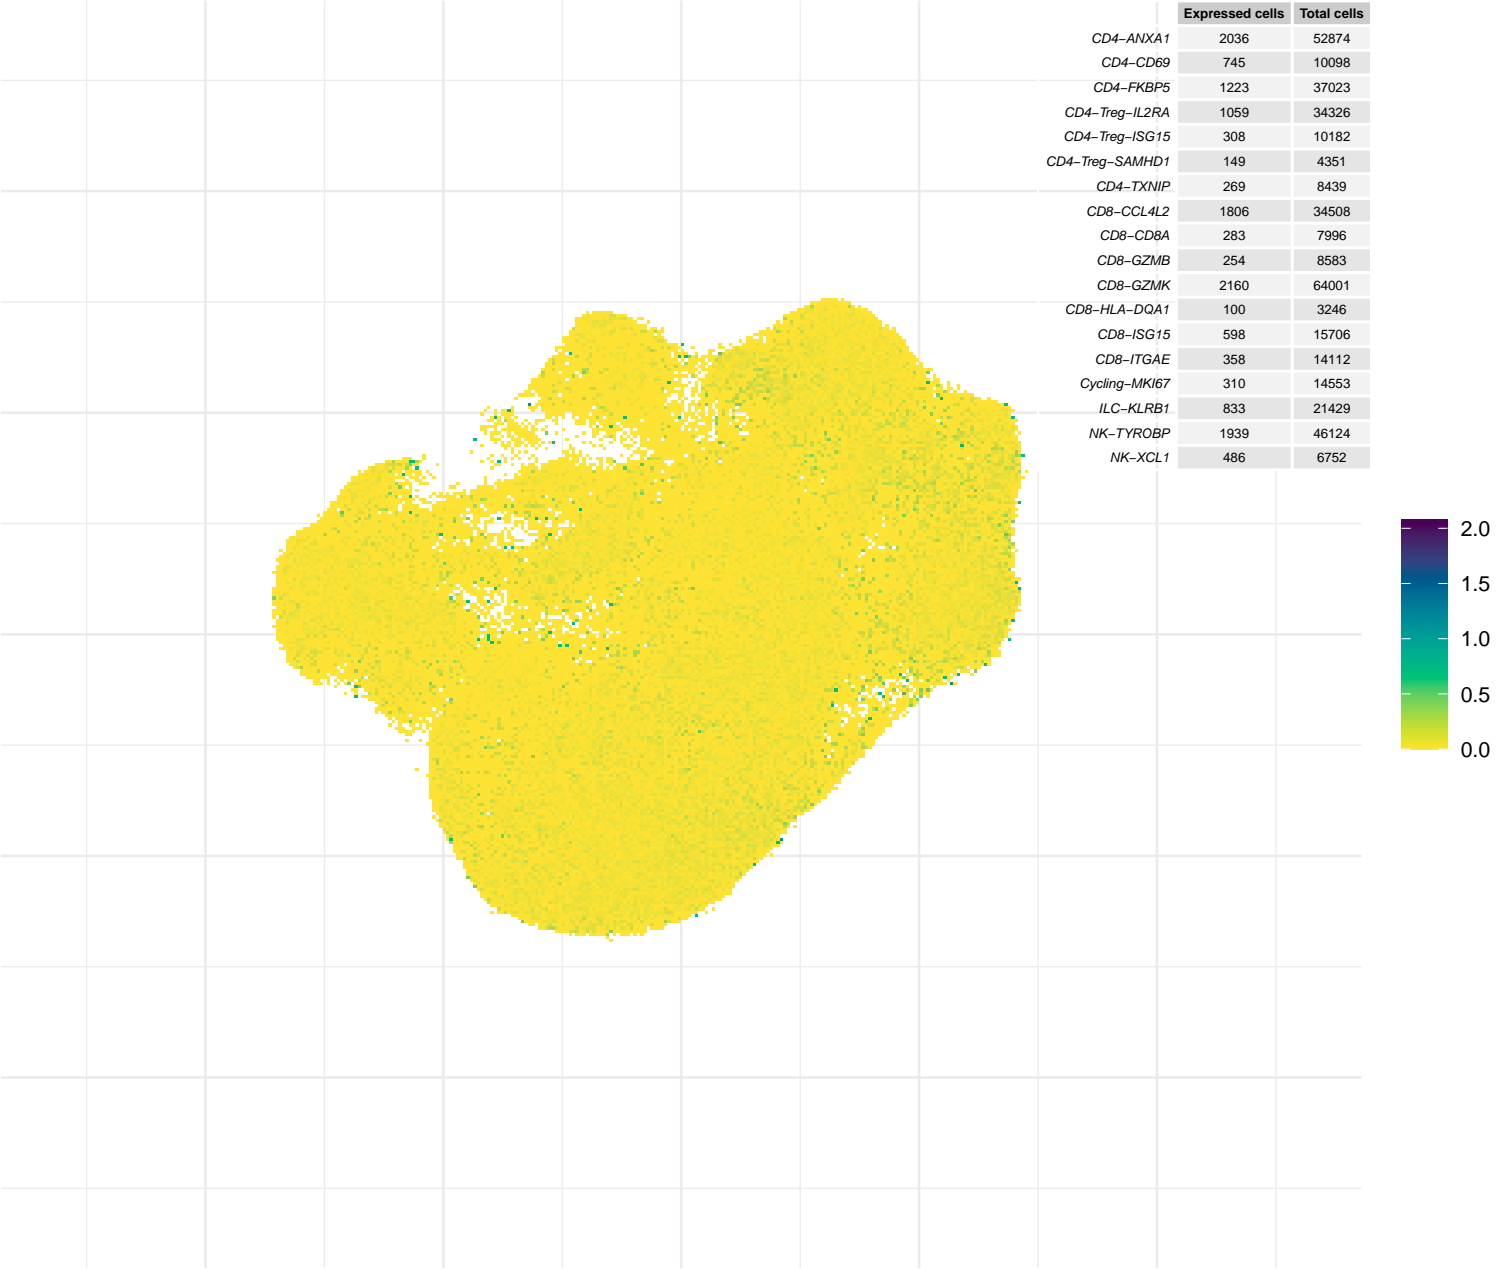 Expressed cells Total cells
CD4−ANXA1 2036 52874
CD4−CD69 745 10098
CD4−FKBP5 1223 37023
CD4−Treg−IL2RA 1059 34326
CD4−Treg−ISG15 308 10182
CD4−Treg−SAMHD1 149 4351
CD4−TXNIP 269 8439
CD8−CCL4L2 1806 34508
CD8−CD8A 283 7996
CD8−GZMB 254 8583
CD8−GZMK 2160 64001
CD8−HLA−DQA1 100 3246
CD8−ISG15 598 15706
CD8−ITGAE 358 14112
Cycling−MKI67 310 14553
ILC−KLRB1 833 21429
NK−TYROBP 1939 46124
NK−XCL1 486 6752
2.0
1.5
1.0
0.5
0.0